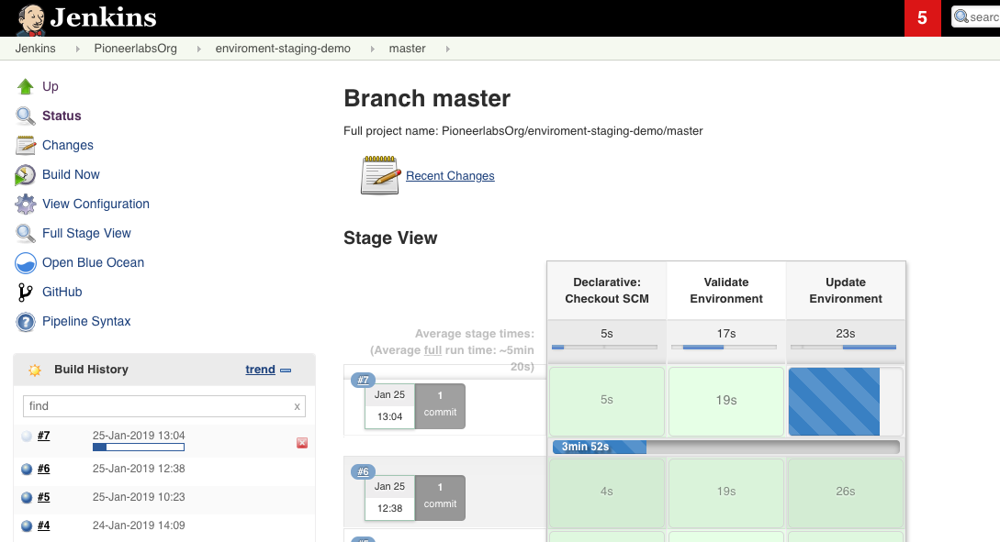 Jenkins
5
searc
Jenkins PioneerlabsOrg enviroment-staging-demo master
Up
Status
Changes
Build Now
View Configuration
Full Stage View
Open Blue Ocean
GitHub
Pipeline Syntax
Build History trend
find x
#7 25-Jan-2019 13:04
#6 25-Jan-2019 12:38
#5 25-Jan-2019 10:23
#4 24-Jan-2019 14:09
Branch master
Full project name: PioneerlabsOrg/enviroment-staging-demo/master
Recent Changes
Stage View
Declarative:
Checkout SCM
Validate
Environment
Update
Environment
Average stage times:
(Average full run time: ~5min
20s)
5s 17s 23s
#7
Jan 25
13:04
1
commit
5s 19s
3min 52s
#6
Jan 25
12:38
1
commit
4s 19s 26s